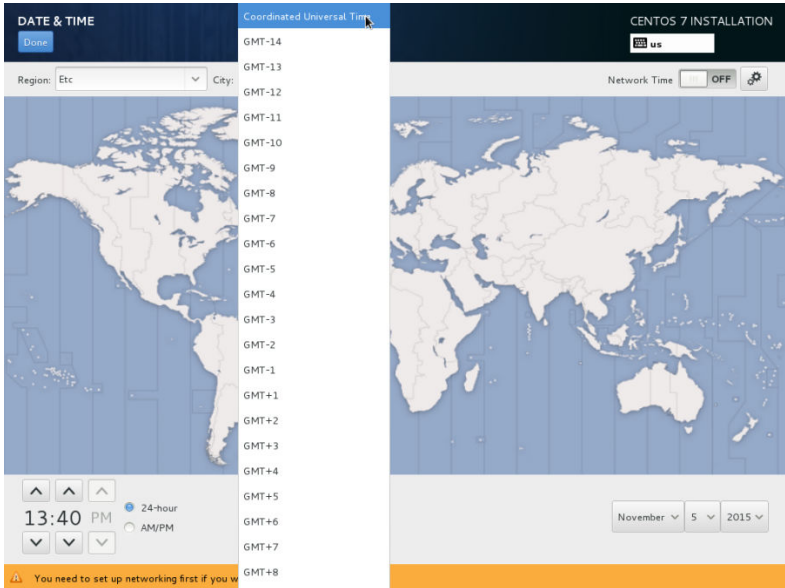 DATE & TIME
Done
CENTOS 7 INSTALLATION
us
Region: Etc
City:
Network Time OFF
Coordinated Universal Time
GMT-14
GMT-13
GMT-12
GMT-11
GMT-10
GMT-9
GMT-8
GMT-7
GMT-6
GMT-5
GMT-4
GMT-3
GMT-2
GMT-1
GMT+1
GMT+2
GMT+3
GMT+4
GMT+5
GMT+6
GMT+7
GMT+8
13:40 PM
24-hour
AM/PM
November 5 2015
You need to set up networking first if you w